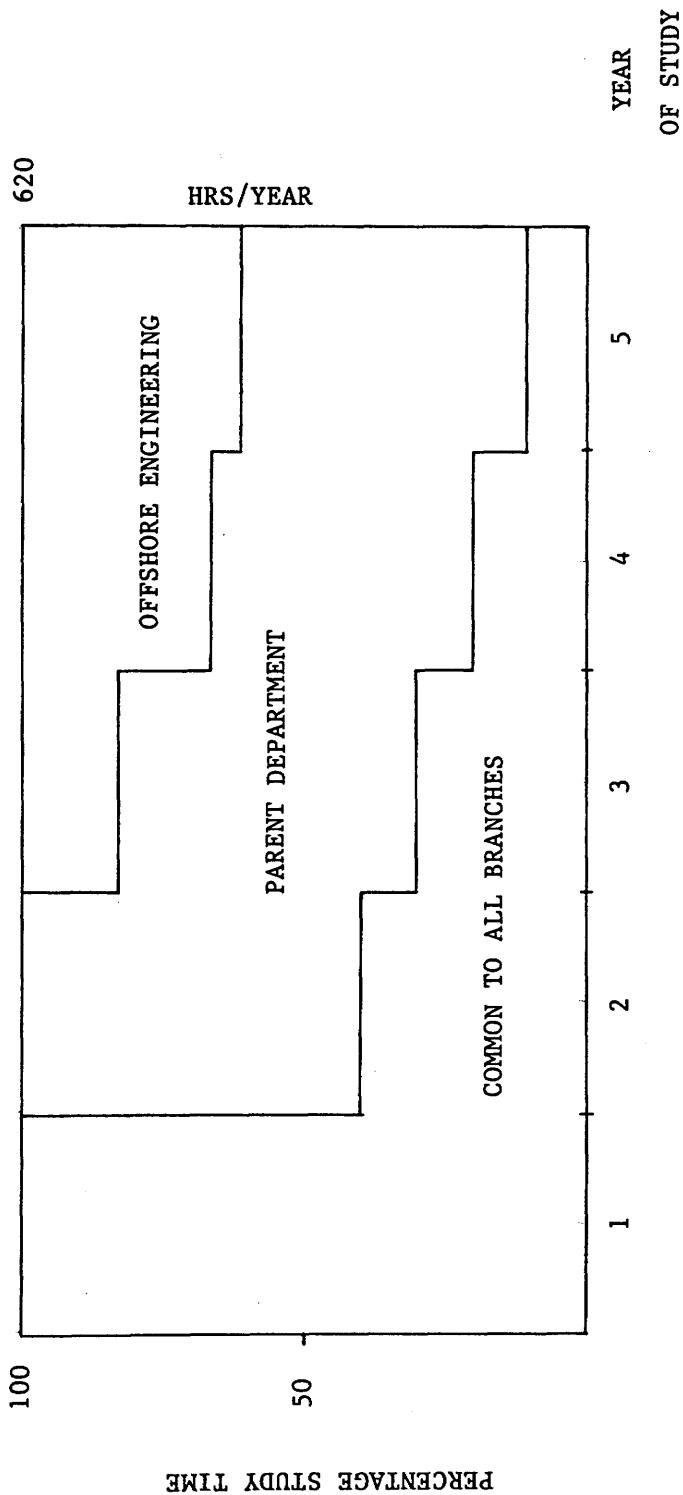 100
620
HRS/YEAR
OFFSHORE ENGINEERING
PARENT DEPARTMENT
50
COMMON TO ALL BRANCHES
PERCENTAGE STUDY TIME
1
2
3
4
5
YEAR
OF STUDY